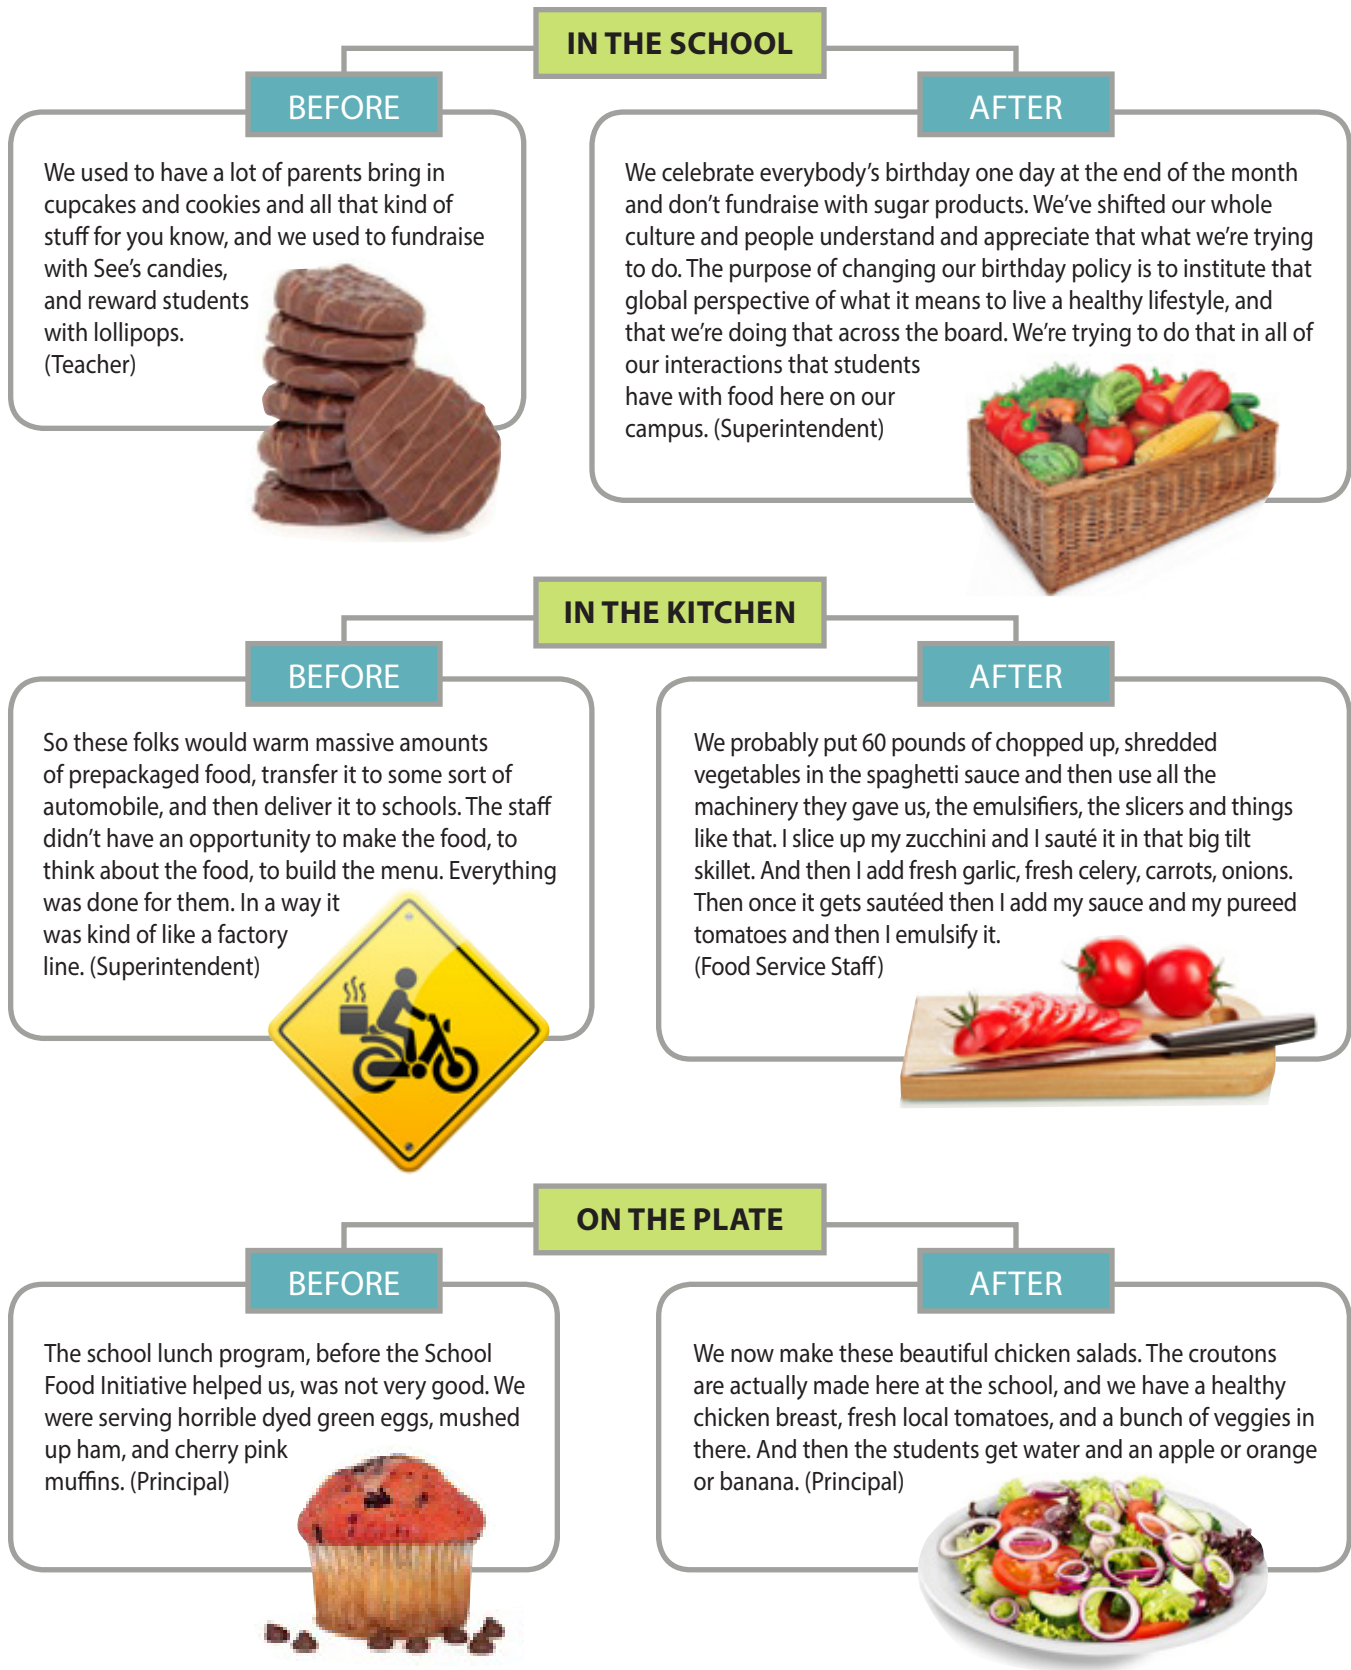 IN THE SCHOOL
BEFORE
We used to have a lot of parents bring in
cupcakes and cookies and all that kind of
stuff for you know, and we used to fundraise
with See’s candies,
and reward students
with lollipops.
(Teacher)
AFTER
We celebrate everybody’s birthday one day at the end of the month
and don’t fundraise with sugar products. We’ve shifted our whole
culture and people understand and appreciate that what we’re trying
to do. The purpose of changing our birthday policy is to institute that
global perspective of what it means to live a healthy lifestyle, and
that we’re doing that across the board. We’re trying to do that in all of
our interactions that students
have with food here on our
campus. (Superintendent)
IN THE KITCHEN
BEFORE
So these folks would warm massive amounts
of prepackaged food, transfer it to some sort of
automobile, and then deliver it to schools. The staff
didn’t have an opportunity to make the food, to
think about the food, to build the menu. Everything
was done for them. In a way it
was kind of like a factory
line. (Superintendent)
AFTER
We probably put 60 pounds of chopped up, shredded
vegetables in the spaghetti sauce and then use all the
machinery they gave us, the emulsifiers, the slicers and things
like that. I slice up my zucchini and I sauté it in that big tilt
skillet. And then I add fresh garlic, fresh celery, carrots, onions.
Then once it gets sautéed then I add my sauce and my pureed
tomatoes and then I emulsify it.
(Food Service Staff)
ON THE PLATE
BEFORE
The school lunch program, before the School
Food Initiative helped us, was not very good. We
were serving horrible dyed green eggs, mushed
up ham, and cherry pink
muffins. (Principal)
AFTER
We now make these beautiful chicken salads. The croutons
are actually made here at the school, and we have a healthy
chicken breast, fresh local tomatoes, and a bunch of veggies in
there. And then the students get water and an apple or orange
or banana. (Principal)